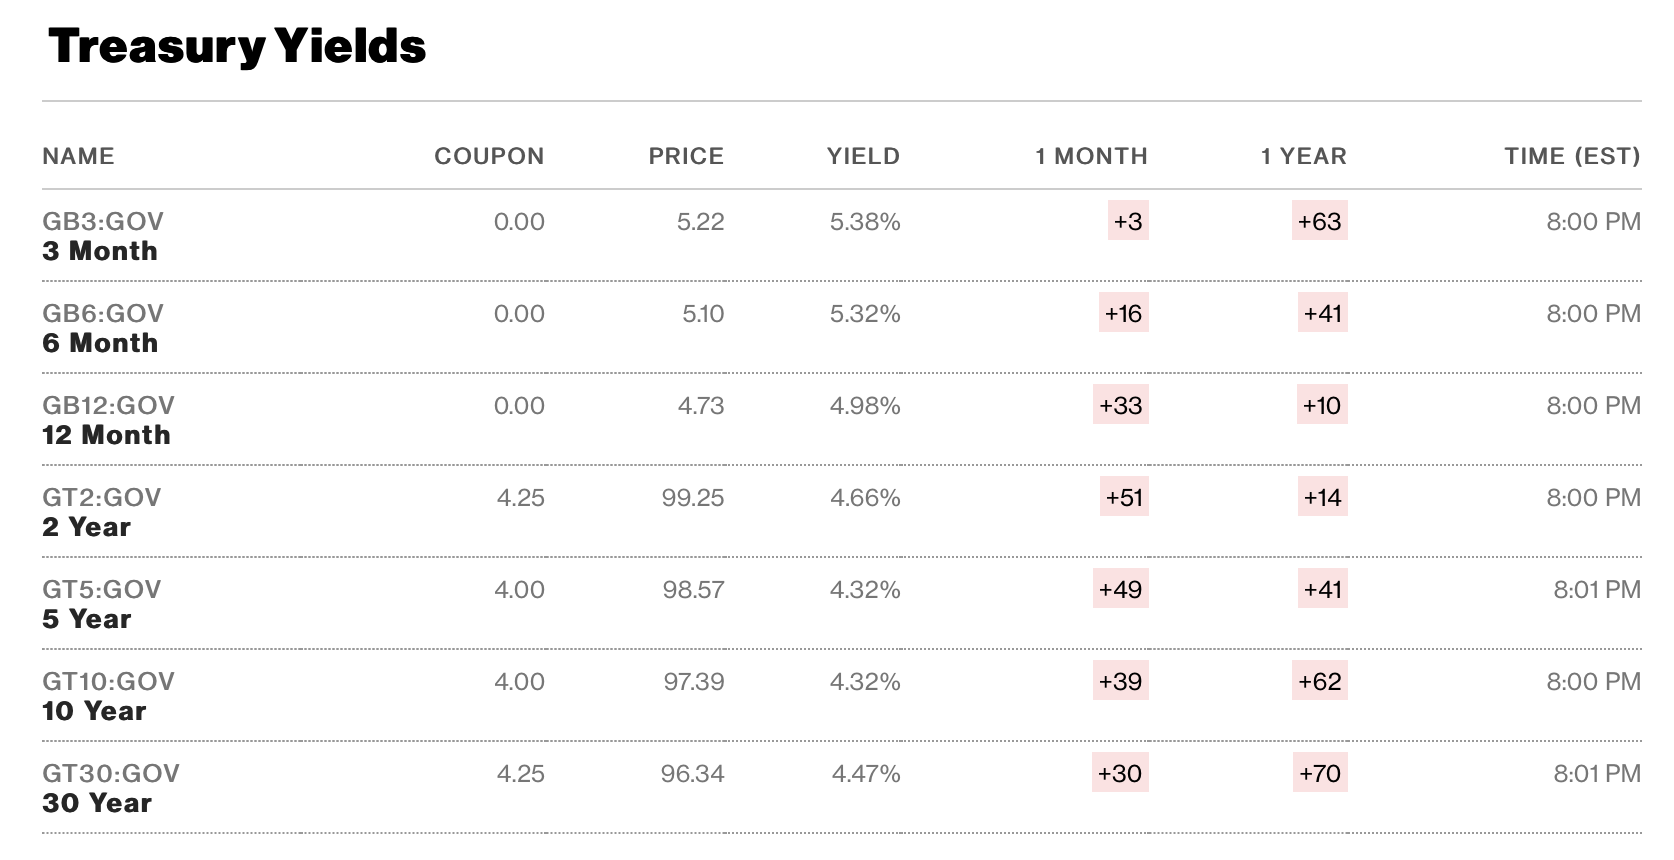 Treasury Yields
NAME COUPON PRICE YIELD 1 MONTH 1 YEAR TIME (EST)
GB3:GOV 0.00 5.22 5.38% +3 +63 8:00 PM
3 Month
GB6:GOV 0.00 5.10 5.32% +16 +41 8:00 PM
6 Month
GB12:GOV 0.00 4.73 4.98% +33 +10 8:00 PM
12 Month
GT2:GOV 4.25 99.25 4.66% +51 +14 8:00 PM
2 Year
GT5:GOV 4.00 98.57 4.32% +49 +41 8:01 PM
5 Year
GT10:GOV 4.00 97.39 4.32% +39 +62 8:00 PM
10 Year
GT30:GOV 4.25 96.34 4.47% +30 +70 8:01 PM
30 Year